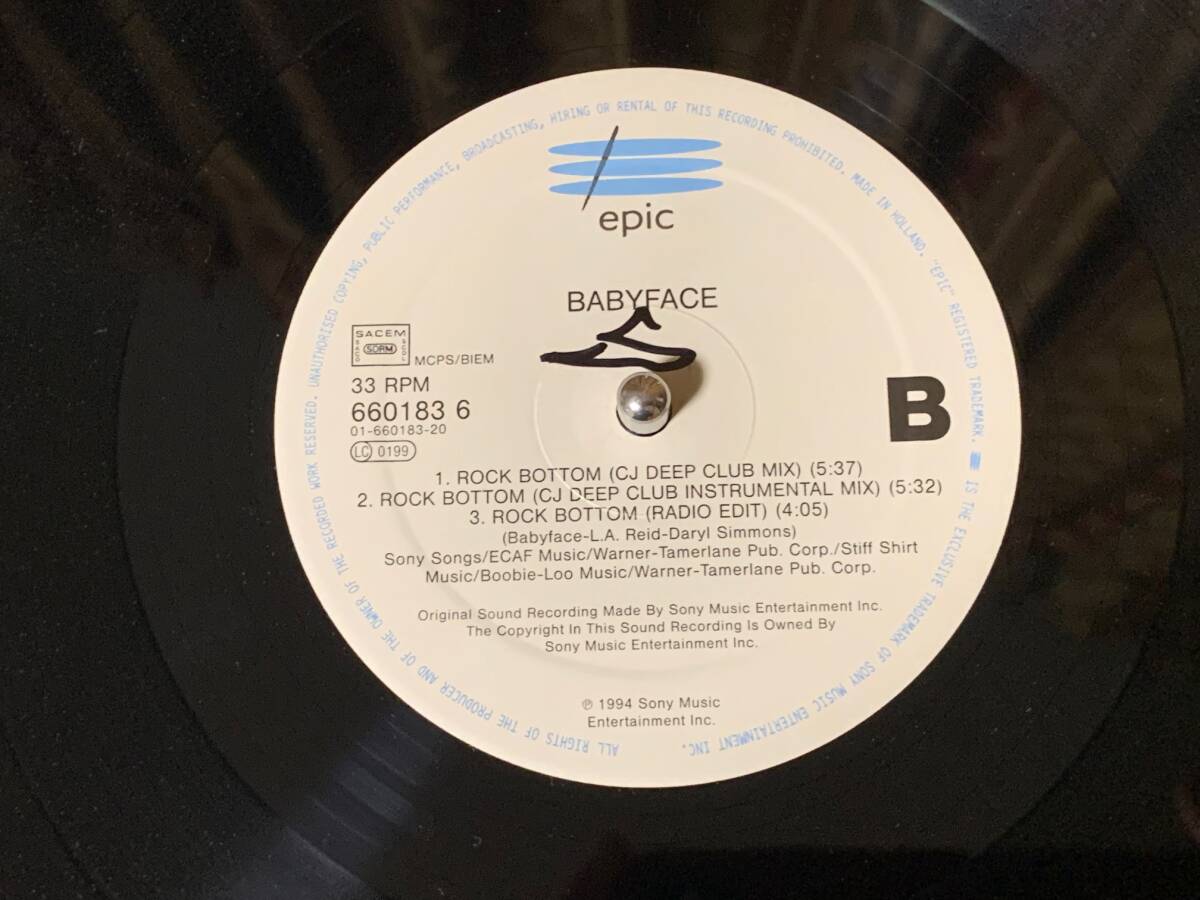 ALL RIGHTS OF THE PRODUCER AND OF THE OWNER OF THE RECORDED WORK RESERVED. UNAUTHORISED COPYING, PUBLIC PERFORMANCE, BROADCASTING, HIRING OR RENTAL OF THIS RECORDING PROHIBITED. MADE IN HOLLAND. "EPIC" REGISTERED TRADEMARK. IS THE EXCLUSIVE TRADEMARK OF SONY MUSIC ENTERTAINMENT INC.
epic
BABYFACE
SACEM
SDRM
MCPS/BIEM
33 RPM
660183 6
01-660183-20
LC 0199
B
1. ROCK BOTTOM (CJ DEEP CLUB MIX) (5:37)
2. ROCK BOTTOM (CJ DEEP CLUB INSTRUMENTAL MIX) (5:32)
3. ROCK BOTTOM (RADIO EDIT) (4:05)
(Babyface-L.A. Reid-Daryl Simmons)
Sony Songs/ECAF Music/Warner-Tamerlane Pub. Corp./Stiff Shirt
Music/Boobie-Loo Music/Warner-Tamerlane Pub. Corp.
Original Sound Recording Made By Sony Music Entertainment Inc.
The Copyright In This Sound Recording Is Owned By
Sony Music Entertainment Inc.
℗ 1994 Sony Music
Entertainment Inc.